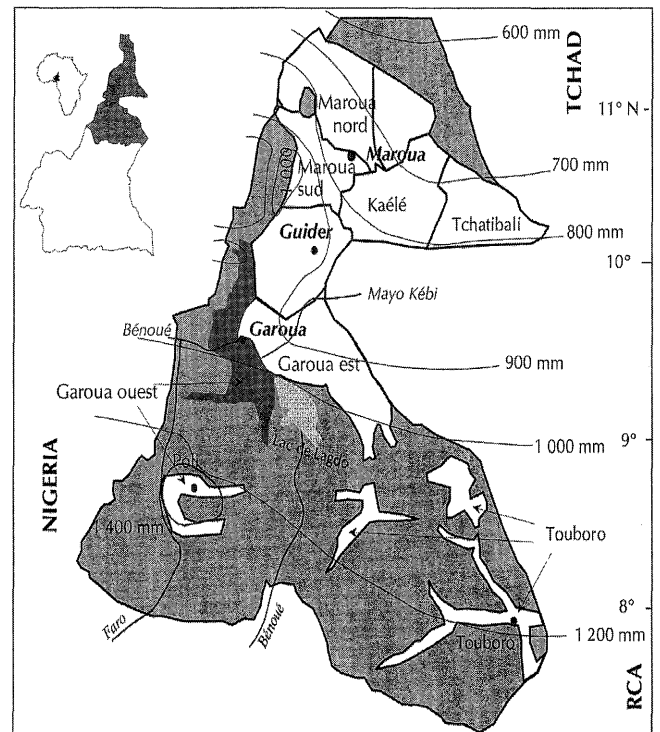 600 mm
TCHAD
11° N
Maroua
nord
Maroua
700 mm
Maroua
sud
Kaélé
Tchatibali
Guider
800 mm
10°
Mayo Kébi
Bénoué
Garoua
Garoua est
900 mm
Garoua ouest
1 000 mm
9°
Lac de Lagdo
NIGERIA
Poli
1 400 mm
Touboro
8°
Faro
Bénoué
Touboro
1 200 mm
RCA